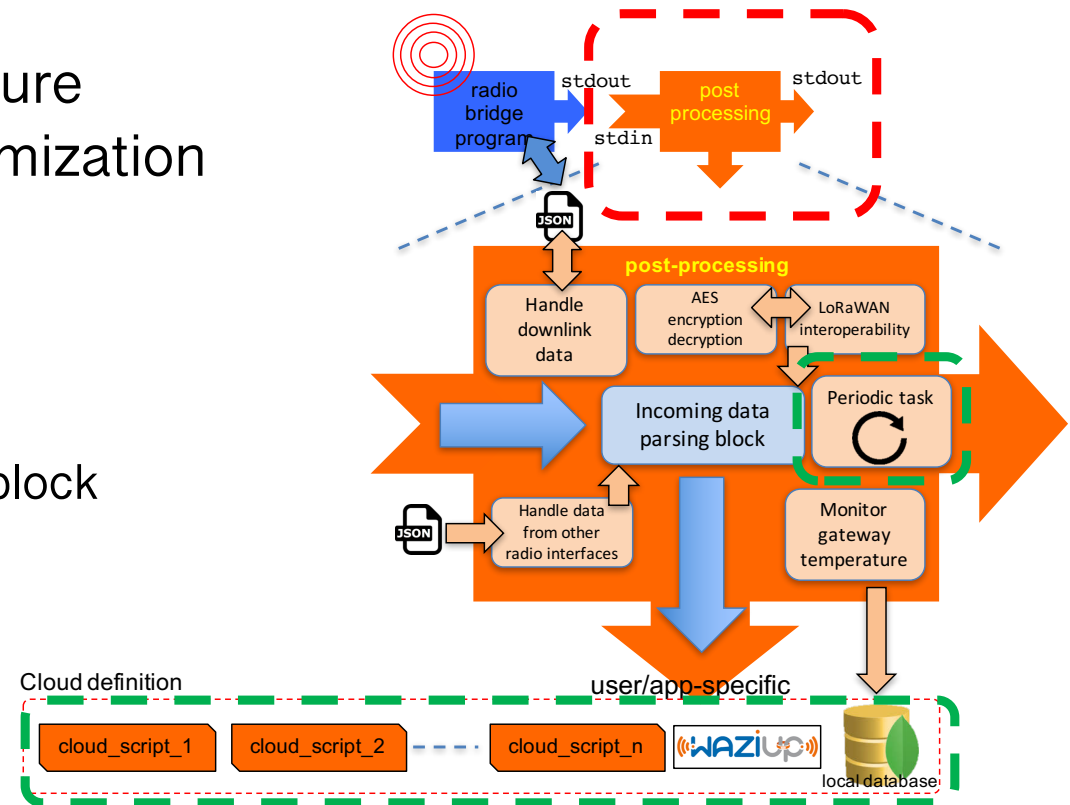 ure
mization
block
radio
bridge
program
stdout
stdin
post
processing
stdout
JSON
post-processing
Handle
downlink
data
AES
encryption
decryption
LoRaWAN
interoperability
Incoming data
parsing block
Periodic task
JSON
Handle data
from other
radio interfaces
Monitor
gateway
temperature
Cloud definition
user/app-specific
cloud_script_1
cloud_script_2
cloud_script_n
WAZIUP
local database